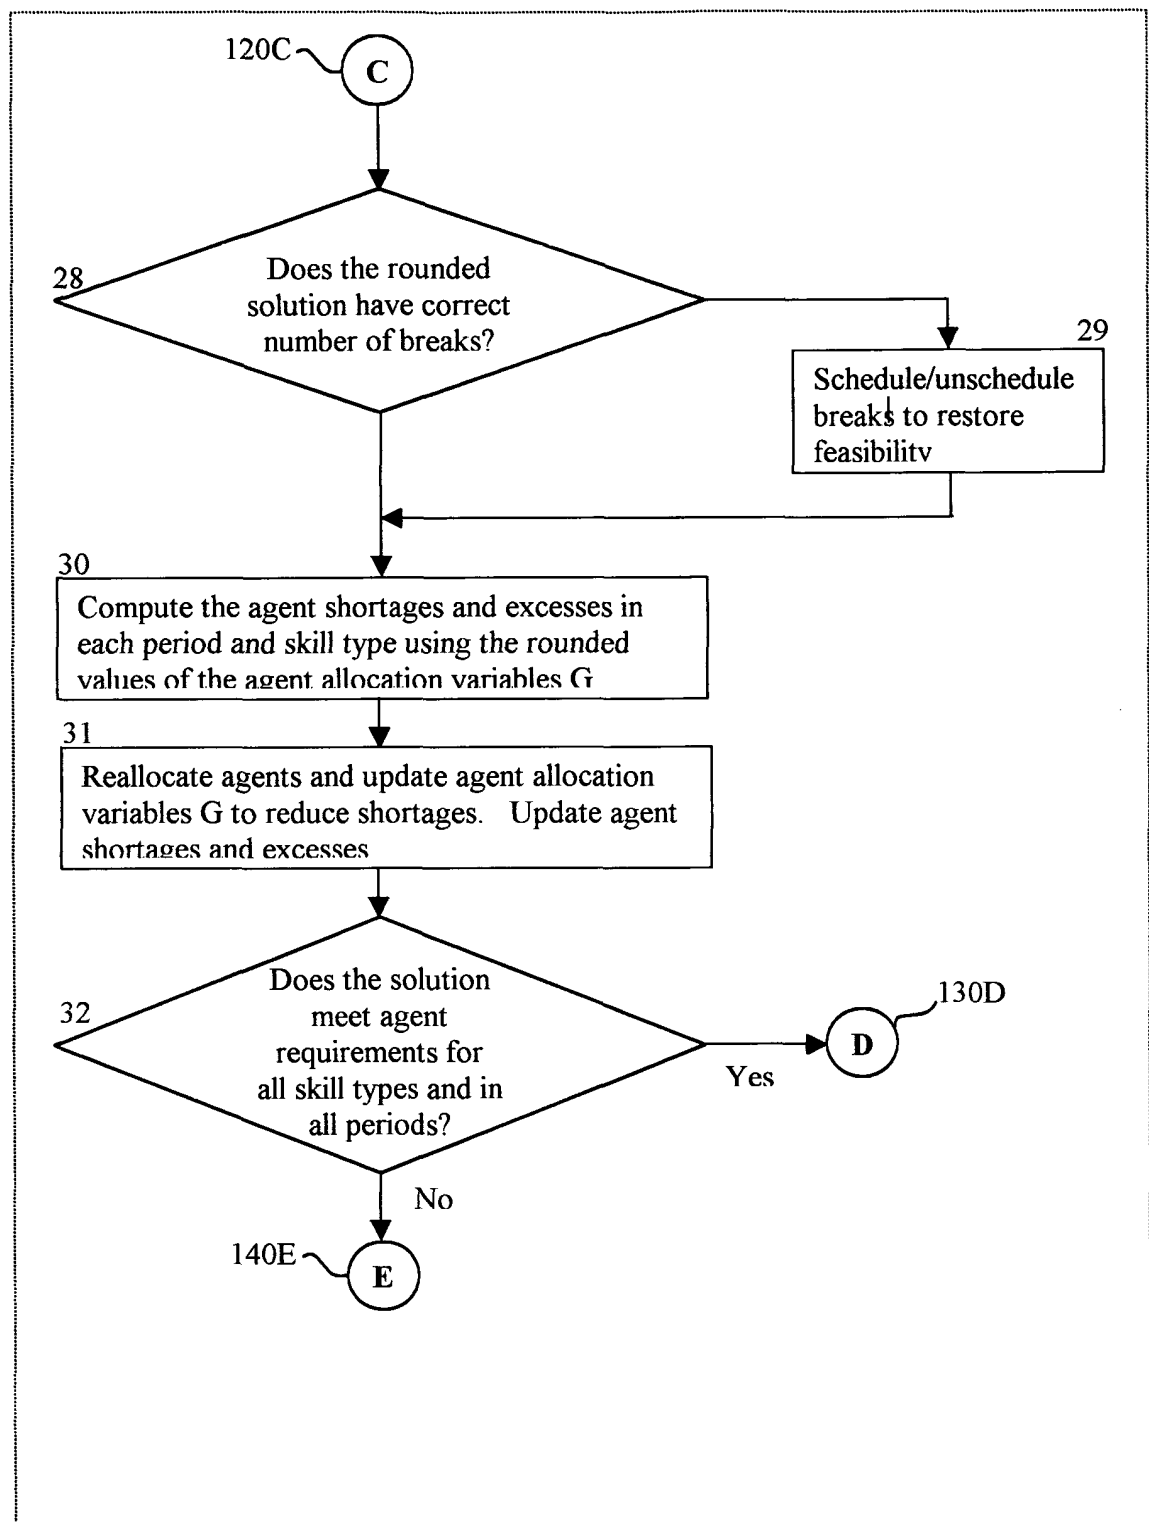 120C
C
28
Does the rounded
solution have correct
number of breaks?
29
Schedule/unschedule
breaks to restore
feasibility
30
Compute the agent shortages and excesses in
each period and skill type using the rounded
values of the agent allocation variables G
31
Reallocate agents and update agent allocation
variables G to reduce shortages. Update agent
shortages and excesses
32
Does the solution
meet agent
requirements for
all skill types and in
all periods?
130D
D
Yes
No
140E
E